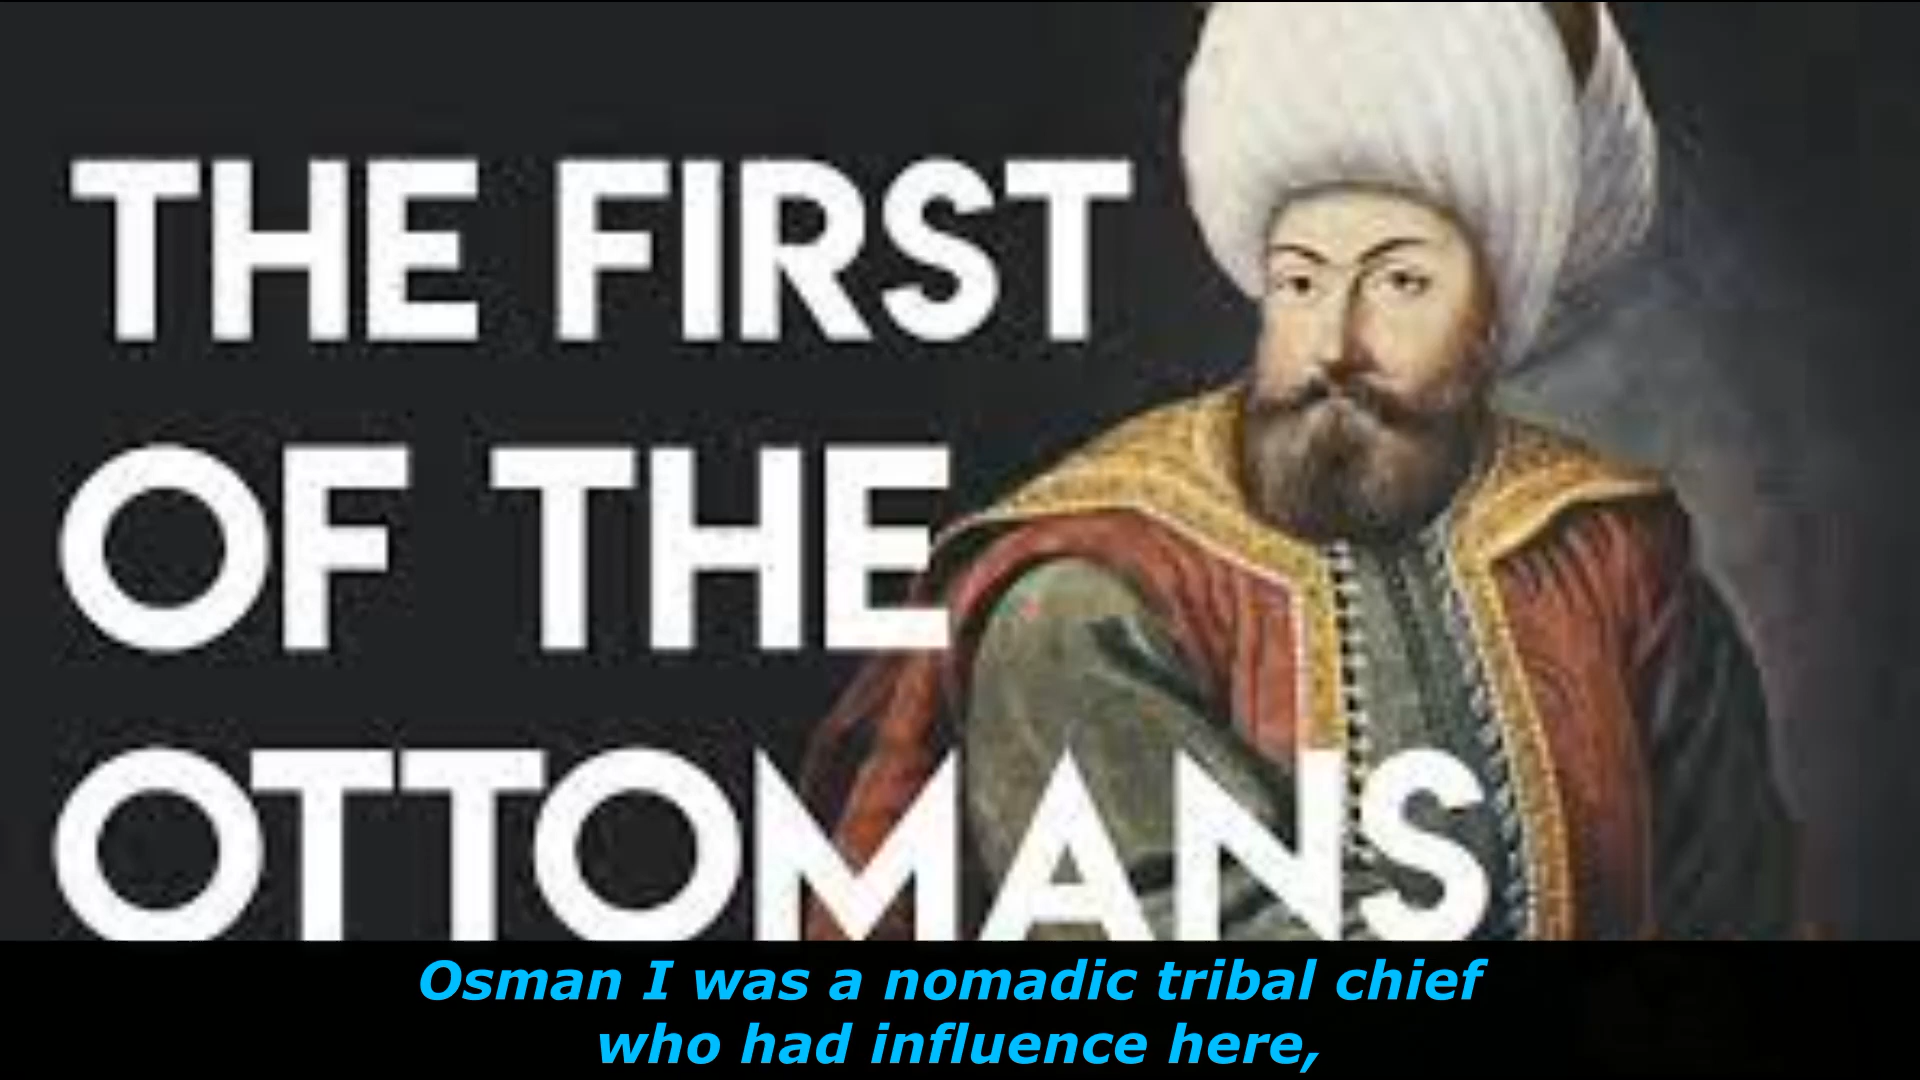 THE FIRST
OF THE
OTTOMANS
Osman I was a nomadic tribal chief
who had influence here,